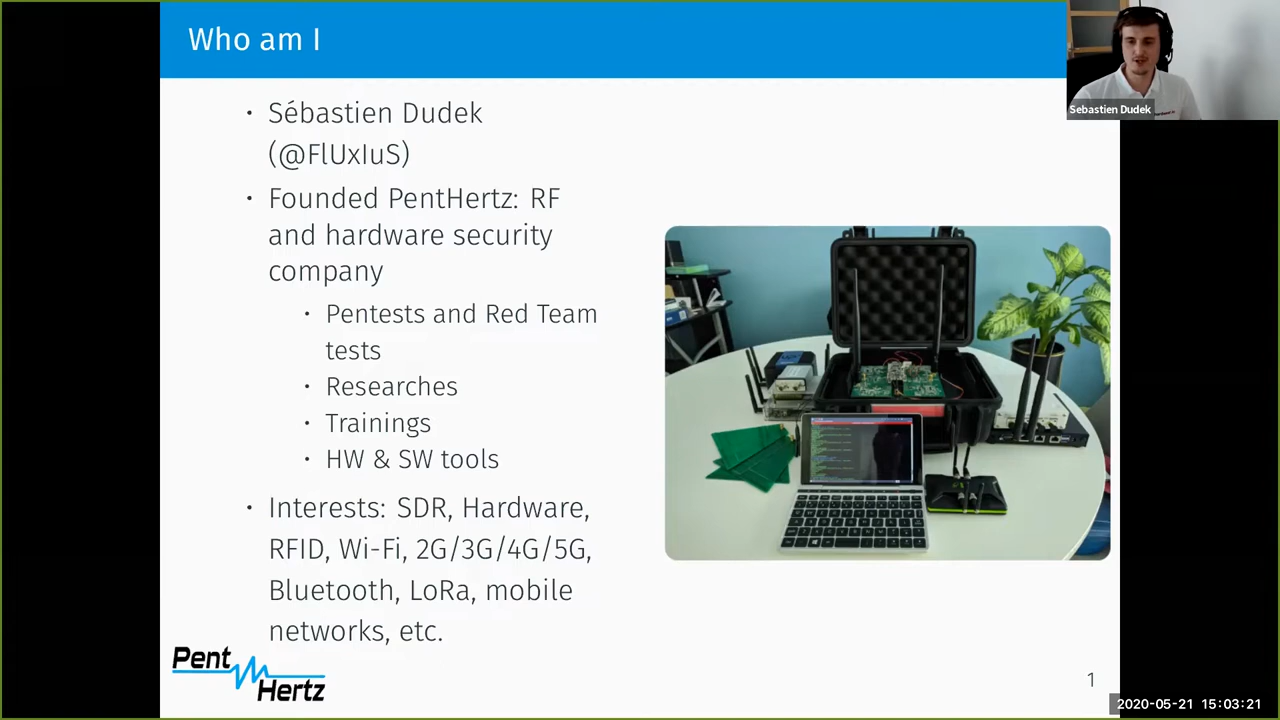 Who am I
Sebastien Dudek
• Sébastien Dudek
(@FlUxIuS)
• Founded PentHertz: RF
and hardware security
company
• Pentests and Red Team
tests
• Researches
• Trainings
• HW & SW tools
• Interests: SDR, Hardware,
RFID, Wi-Fi, 2G/3G/4G/5G,
Bluetooth, LoRa, mobile
networks, etc.
Pent
Hertz
1
2020-05-21 15:03:21